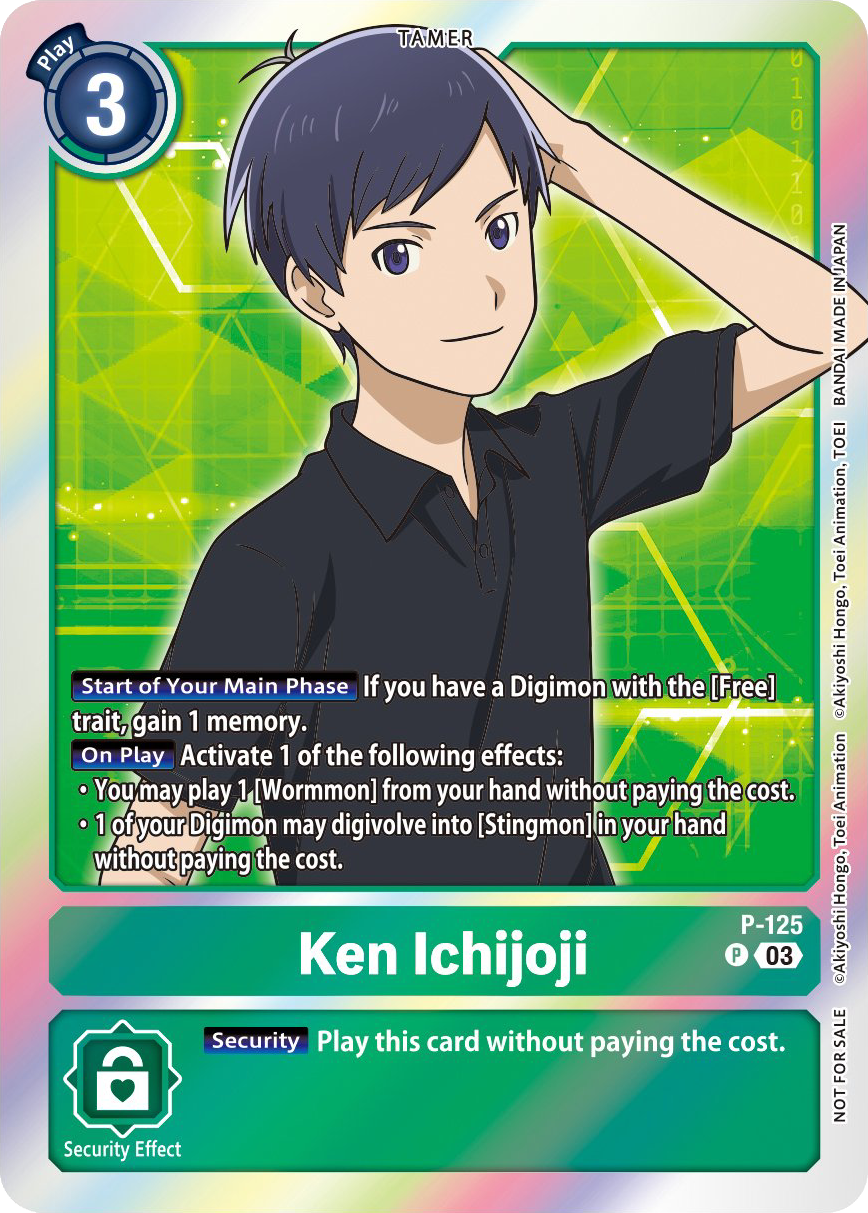 TAMER
Play
3
Start of Your Main Phase If you have a Digimon with the [Free]
trait, gain 1 memory.
On Play Activate 1 of the following effects:
・You may play 1 [Wormmon] from your hand without paying the cost.
・1 of your Digimon may digivolve into [Stingmon] in your hand
without paying the cost.
Ken Ichijoji
P-125
P 03
Security Play this card without paying the cost.
Security Effect
©Akiyoshi Hongo, Toei Animation, TOEI BANDAI MADE IN JAPAN
NOT FOR SALE ©Akiyoshi Hongo, Toei Animation